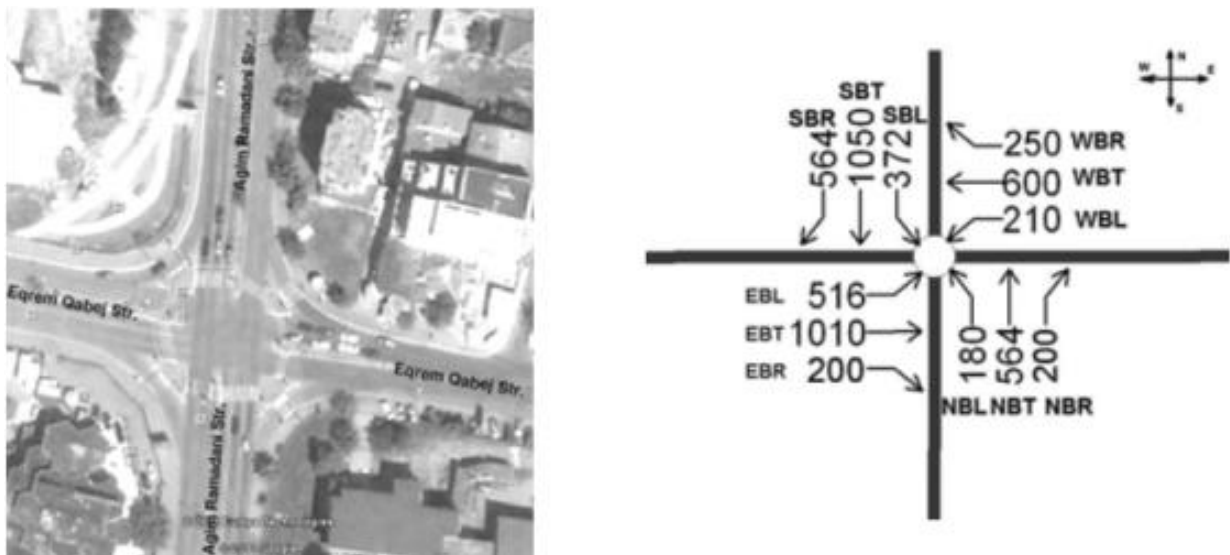 Agim Ramadani Str.
Eqrem Qabej Str.
Eqrem Qabej Str.
Agim Ramadani Str.
N
W E
S
SBR SBT SBL
564 1050 372
250 WBR
600 WBT
210 WBL
EBL 516
EBT 1010
EBR 200
180 564 200
NBL NBT NBR